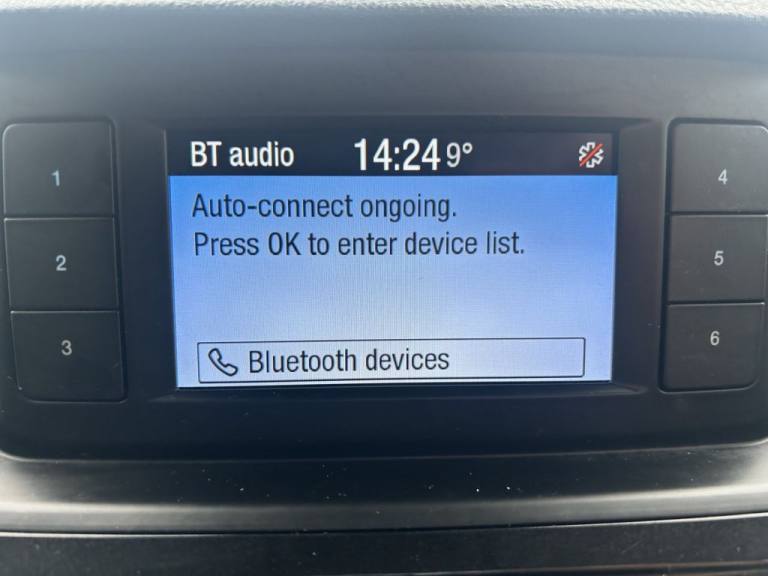 BT audio 14:24 9°
Auto-connect ongoing.
Press OK to enter device list.
Bluetooth devices
1
2
3
4
5
6